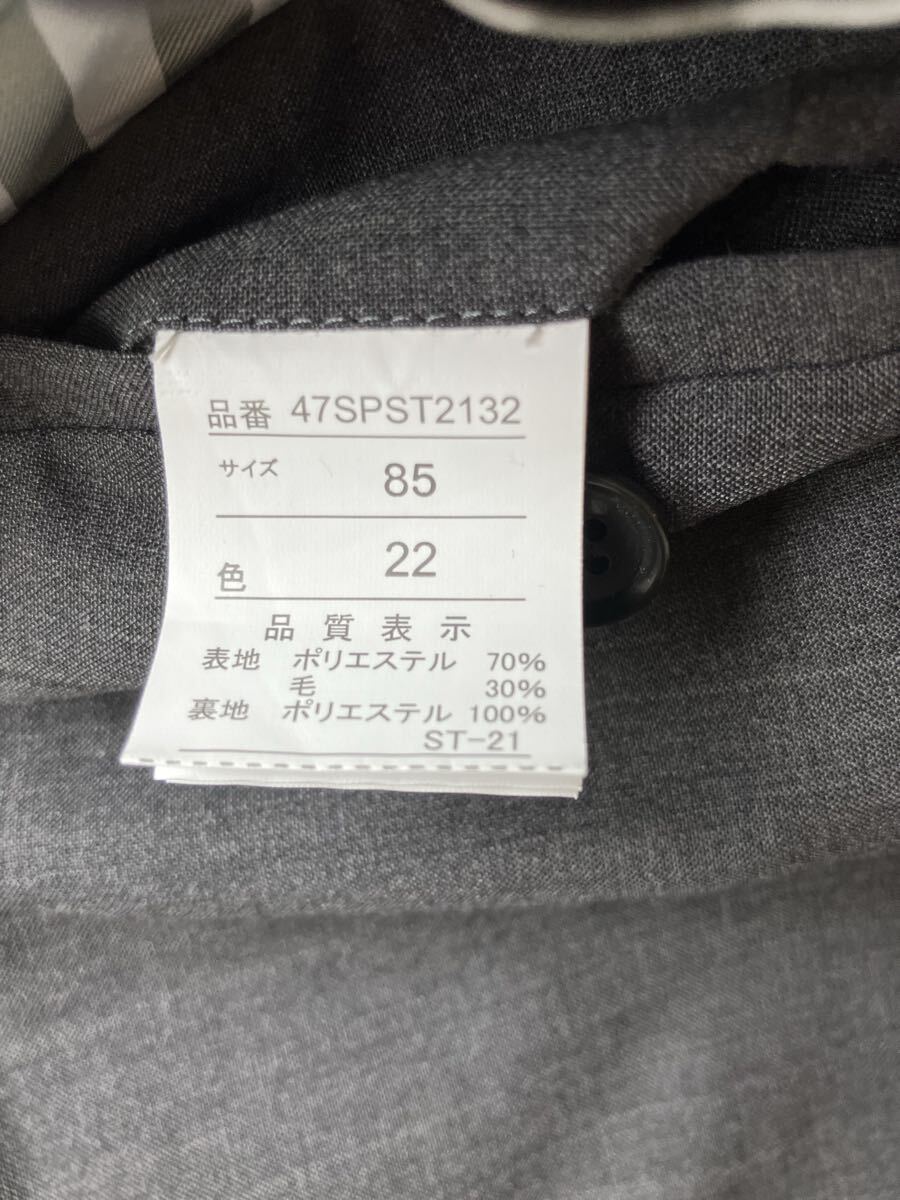 品番 47SPST2132
サイズ 85
色 22
品質表示
表地 ポリエステル 70%
毛 30%
裏地 ポリエステル 100%
ST-21